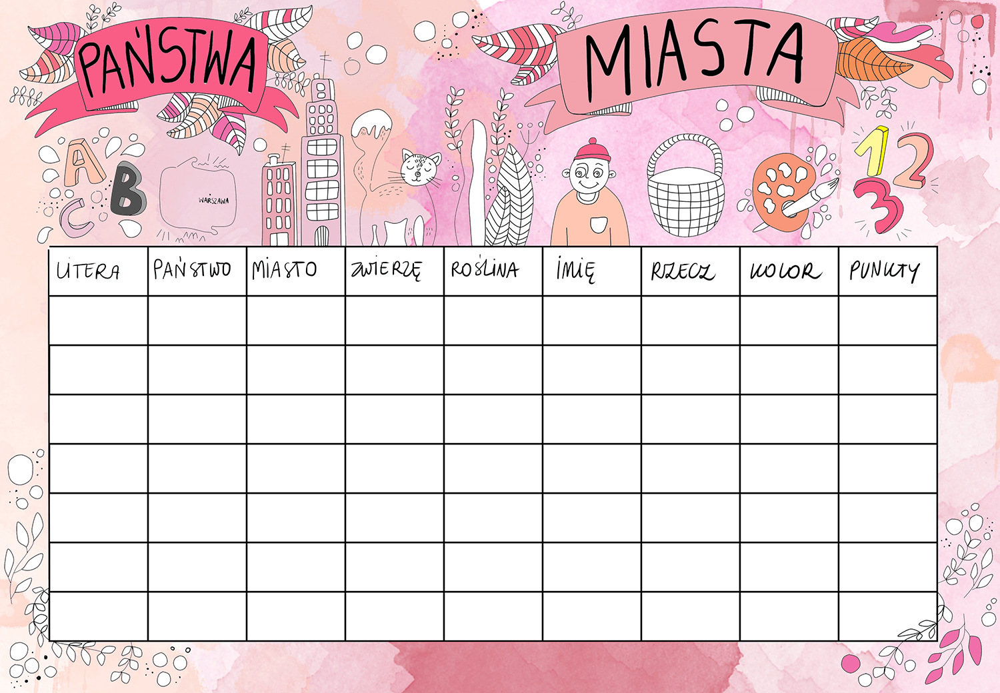 PAŃSTWA
MIASTA
A
B
C
WARSZAWA
1
2
3
LITERA PAŃSTWO MIASTO ZWIERZĘ ROŚLINA IMIĘ RZECZ KOLOR PUNKTY